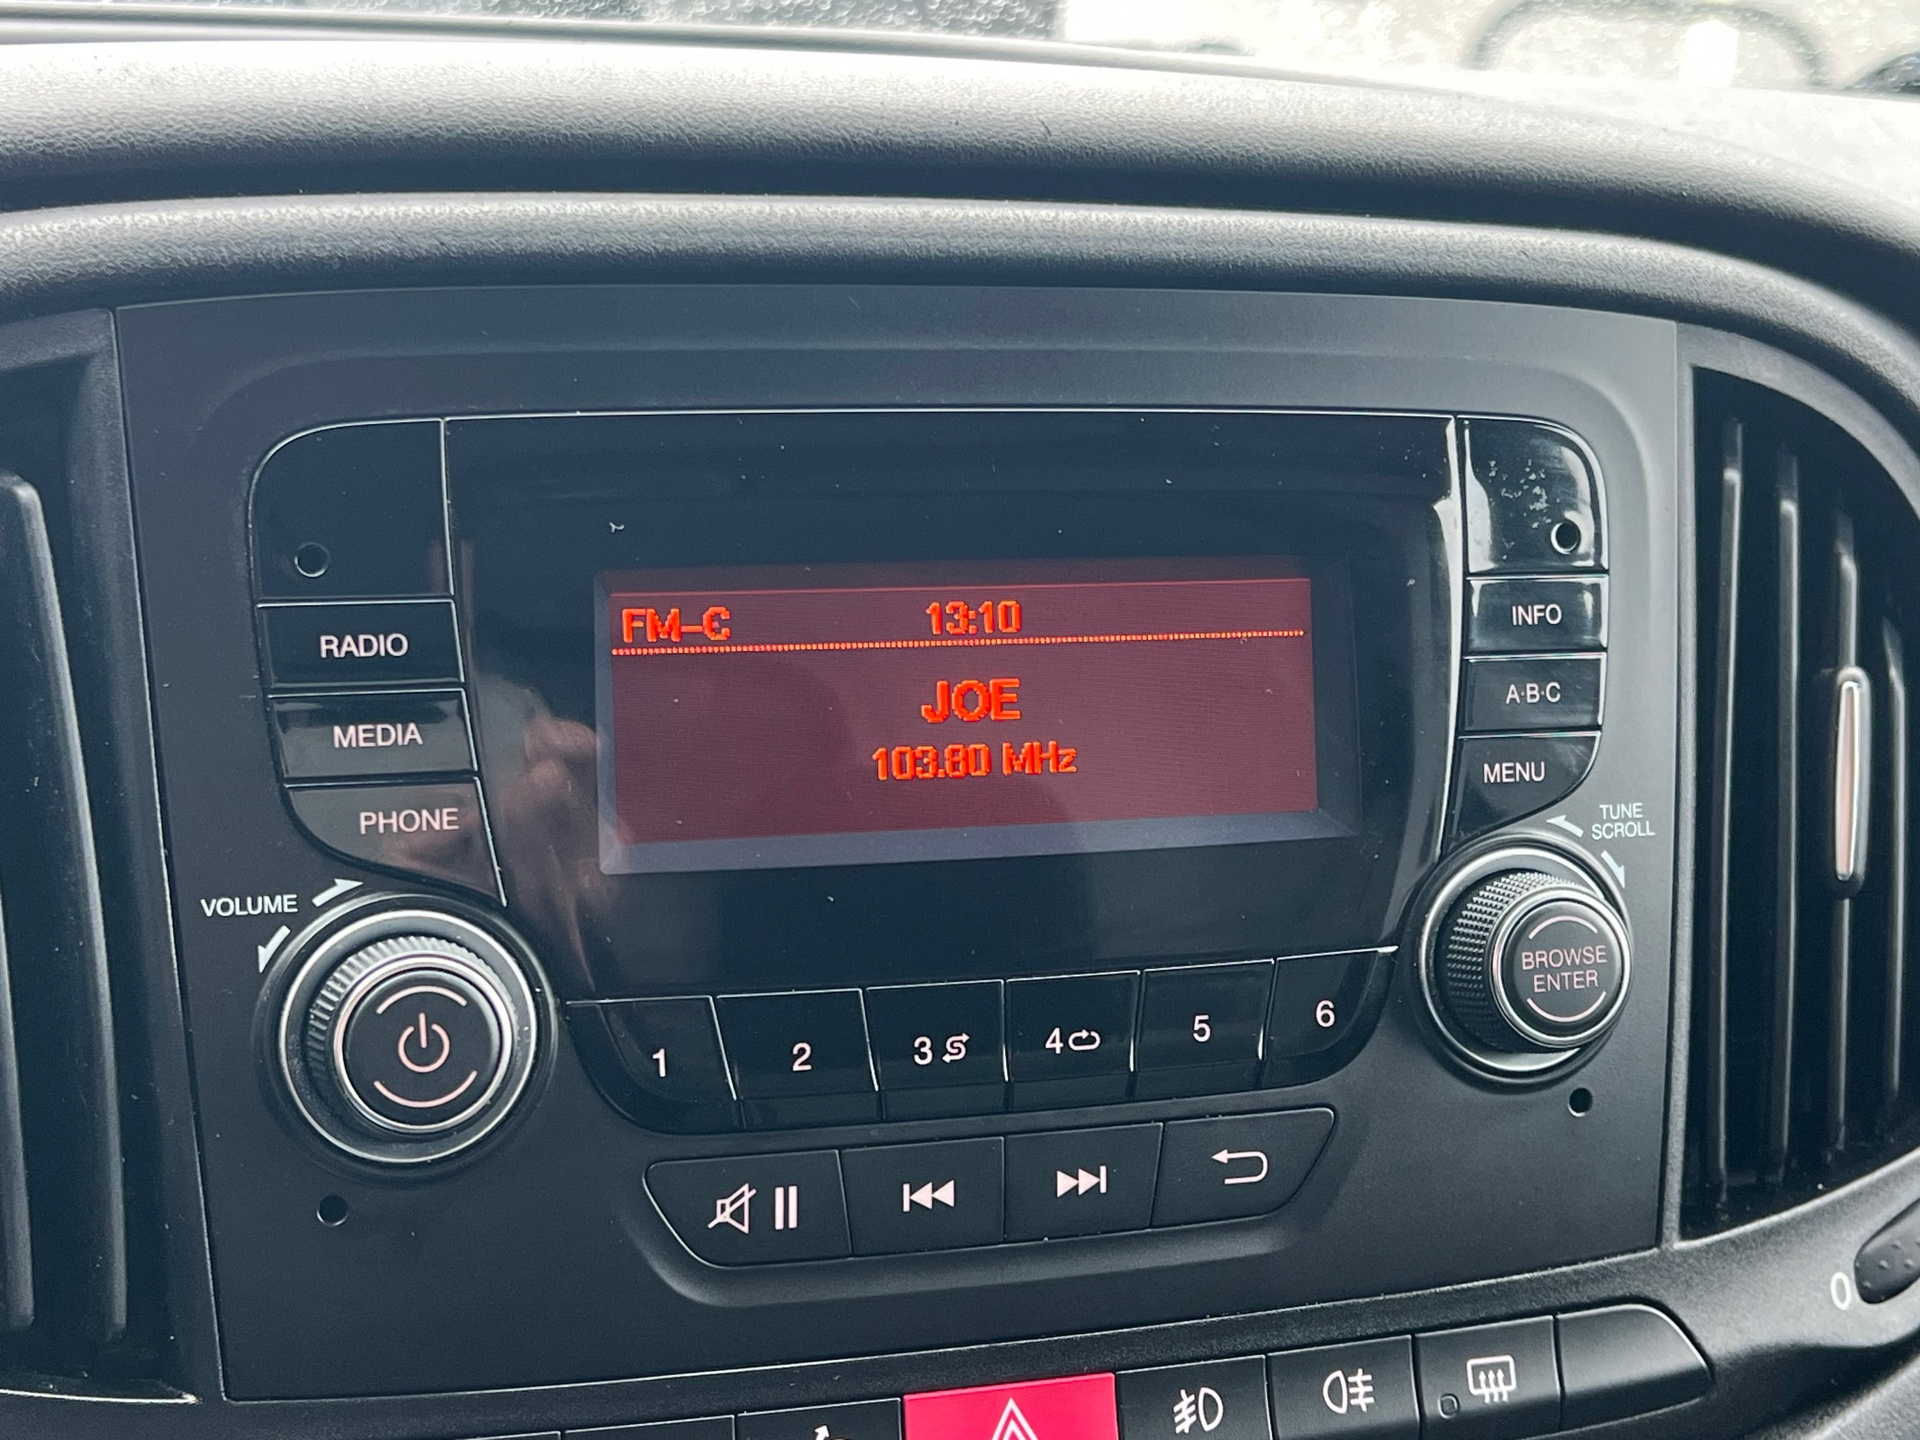 FM-C 13:10
JOE
103.80 MHz
RADIO
MEDIA
PHONE
VOLUME
INFO
A·B·C
MENU
TUNE
SCROLL
BROWSE
ENTER
1 2 3 4 5 6
0